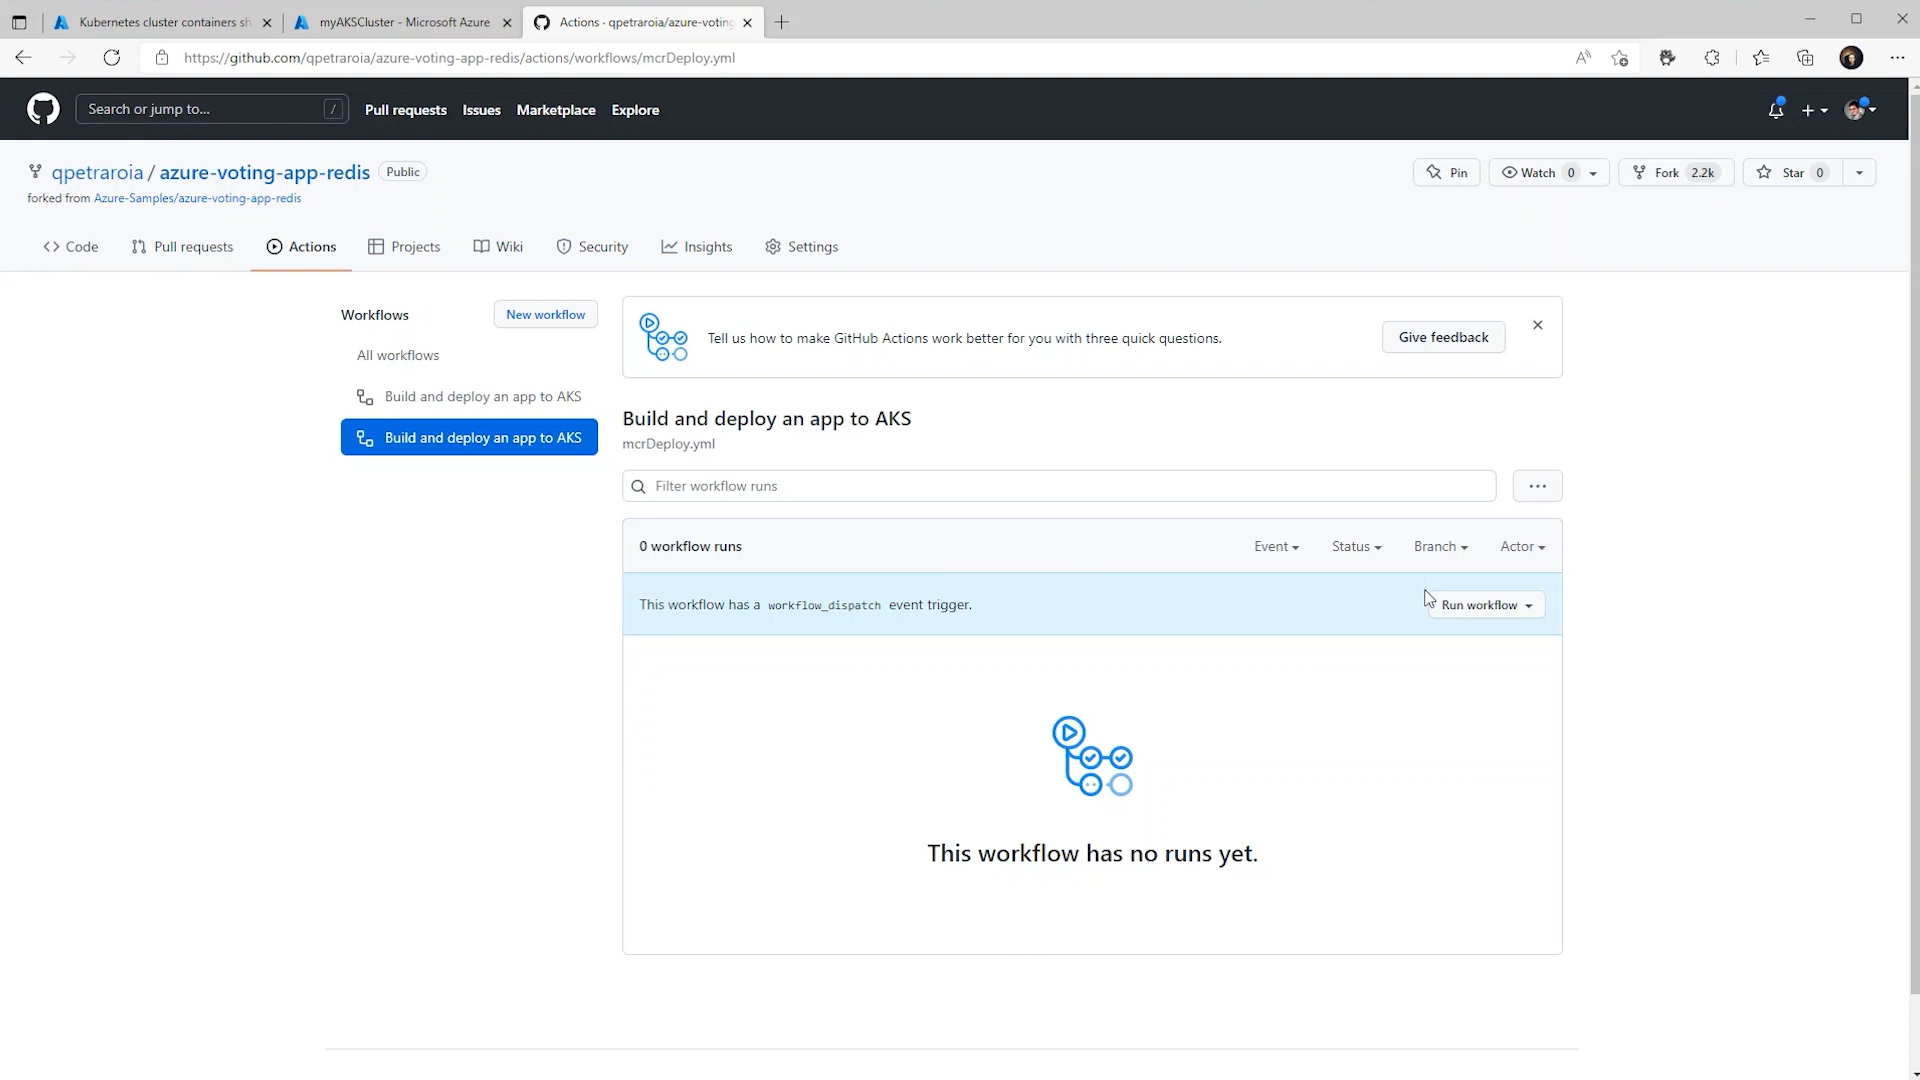 Kubernetes cluster containers sh
myAKSCluster - Microsoft Azure
Actions · qpetraroia/azure-voting
https://github.com/qpetraroia/azure-voting-app-redis/actions/workflows/mcrDeploy.yml
Search or jump to... /
Pull requests Issues Marketplace Explore
qpetraroia / azure-voting-app-redis Public
Pin Watch 0 Fork 2.2k Star 0
forked from Azure-Samples/azure-voting-app-redis
Code Pull requests Actions Projects Wiki Security Insights Settings
Workflows
New workflow
All workflows
Build and deploy an app to AKS
Build and deploy an app to AKS
Tell us how to make GitHub Actions work better for you with three quick questions.
Give feedback
Build and deploy an app to AKS
mcrDeploy.yml
Filter workflow runs
0 workflow runs
Event Status Branch Actor
This workflow has a workflow_dispatch event trigger.
Run workflow
This workflow has no runs yet.